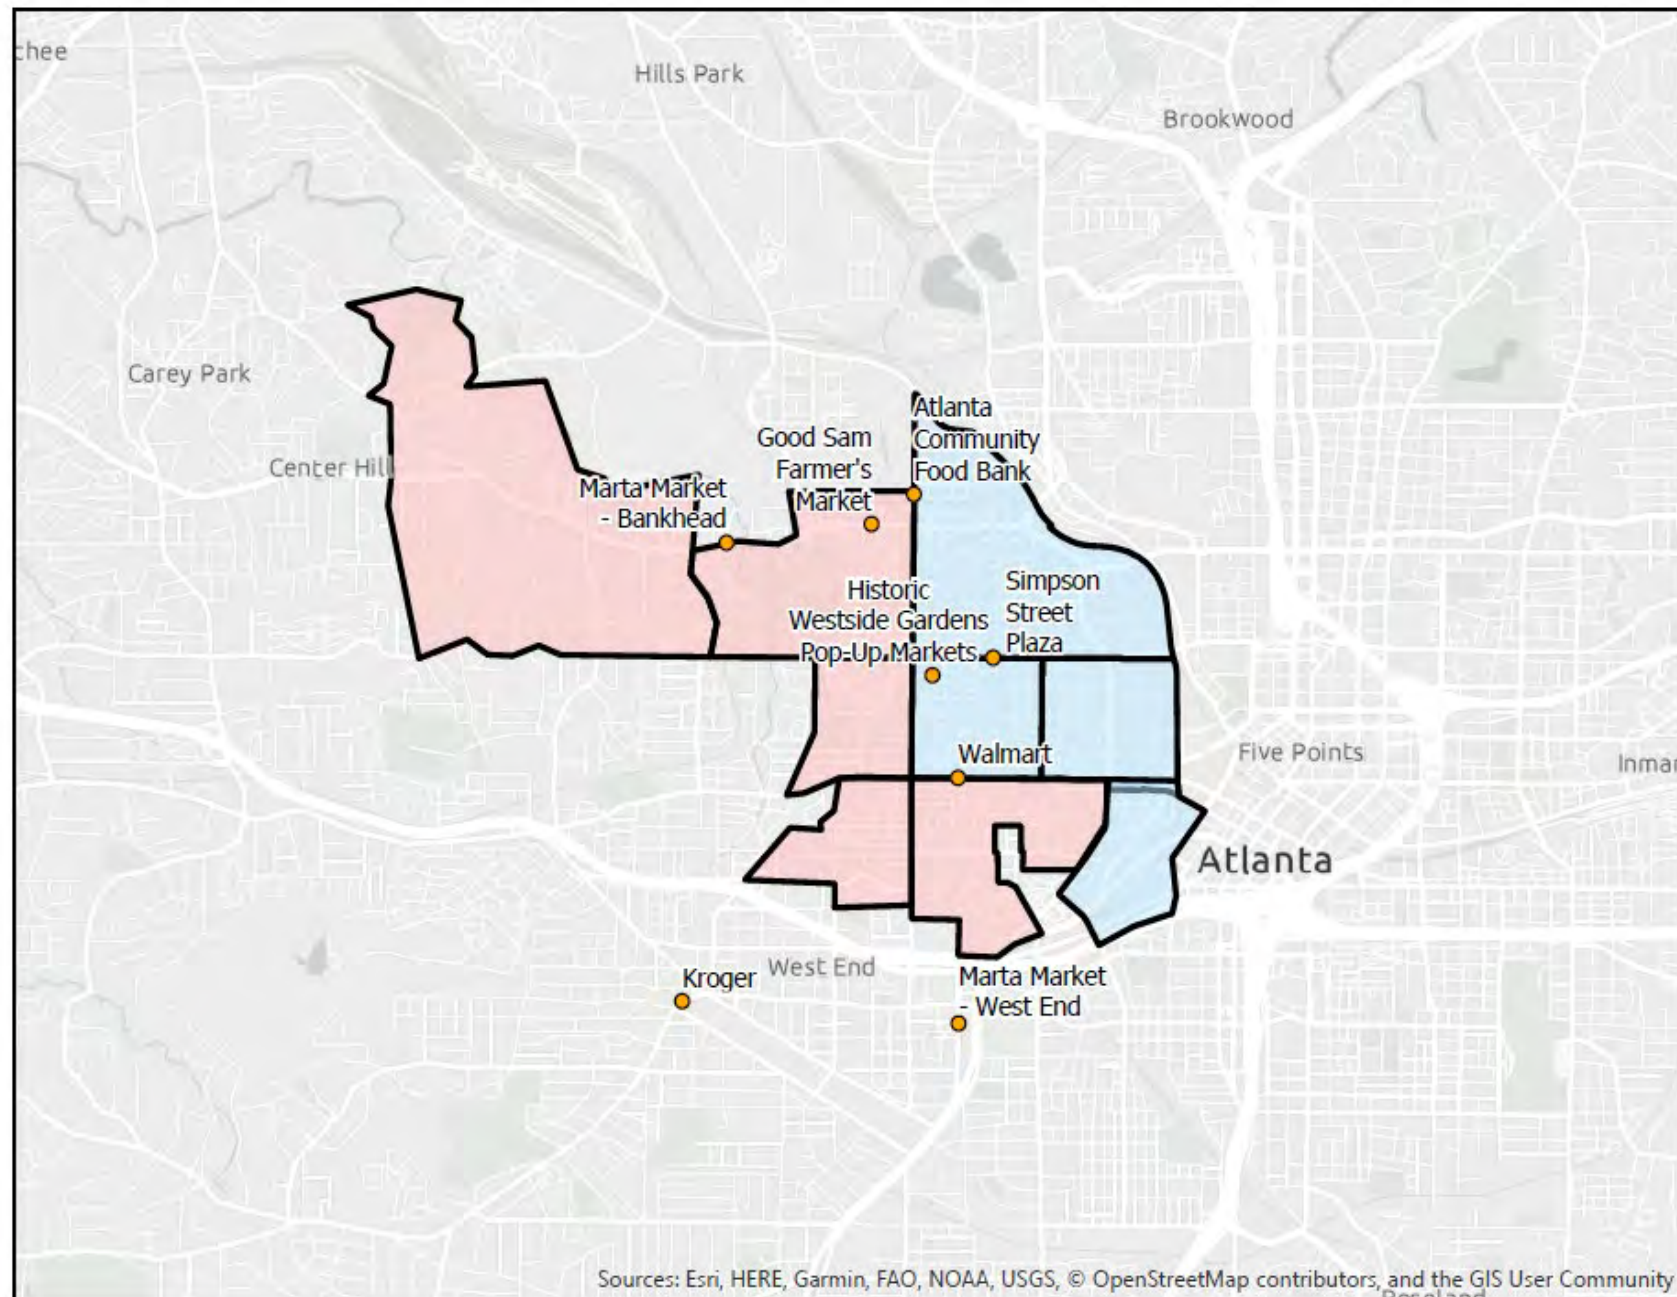 chee
Hills Park
Brookwood
Carey Park
Center Hill
Atlanta
Community
Food Bank
Good Sam
Farmer's
Market
Marta Market
- Bankhead
Historic
Westside Gardens
Pop-Up Markets
Simpson
Street
Plaza
Walmart
Five Points
Inma
Atlanta
Kroger
West End
Marta Market
- West End
Sources: Esri, HERE, Garmin, FAO, NOAA, USGS, © OpenStreetMap contributors, and the GIS User Community